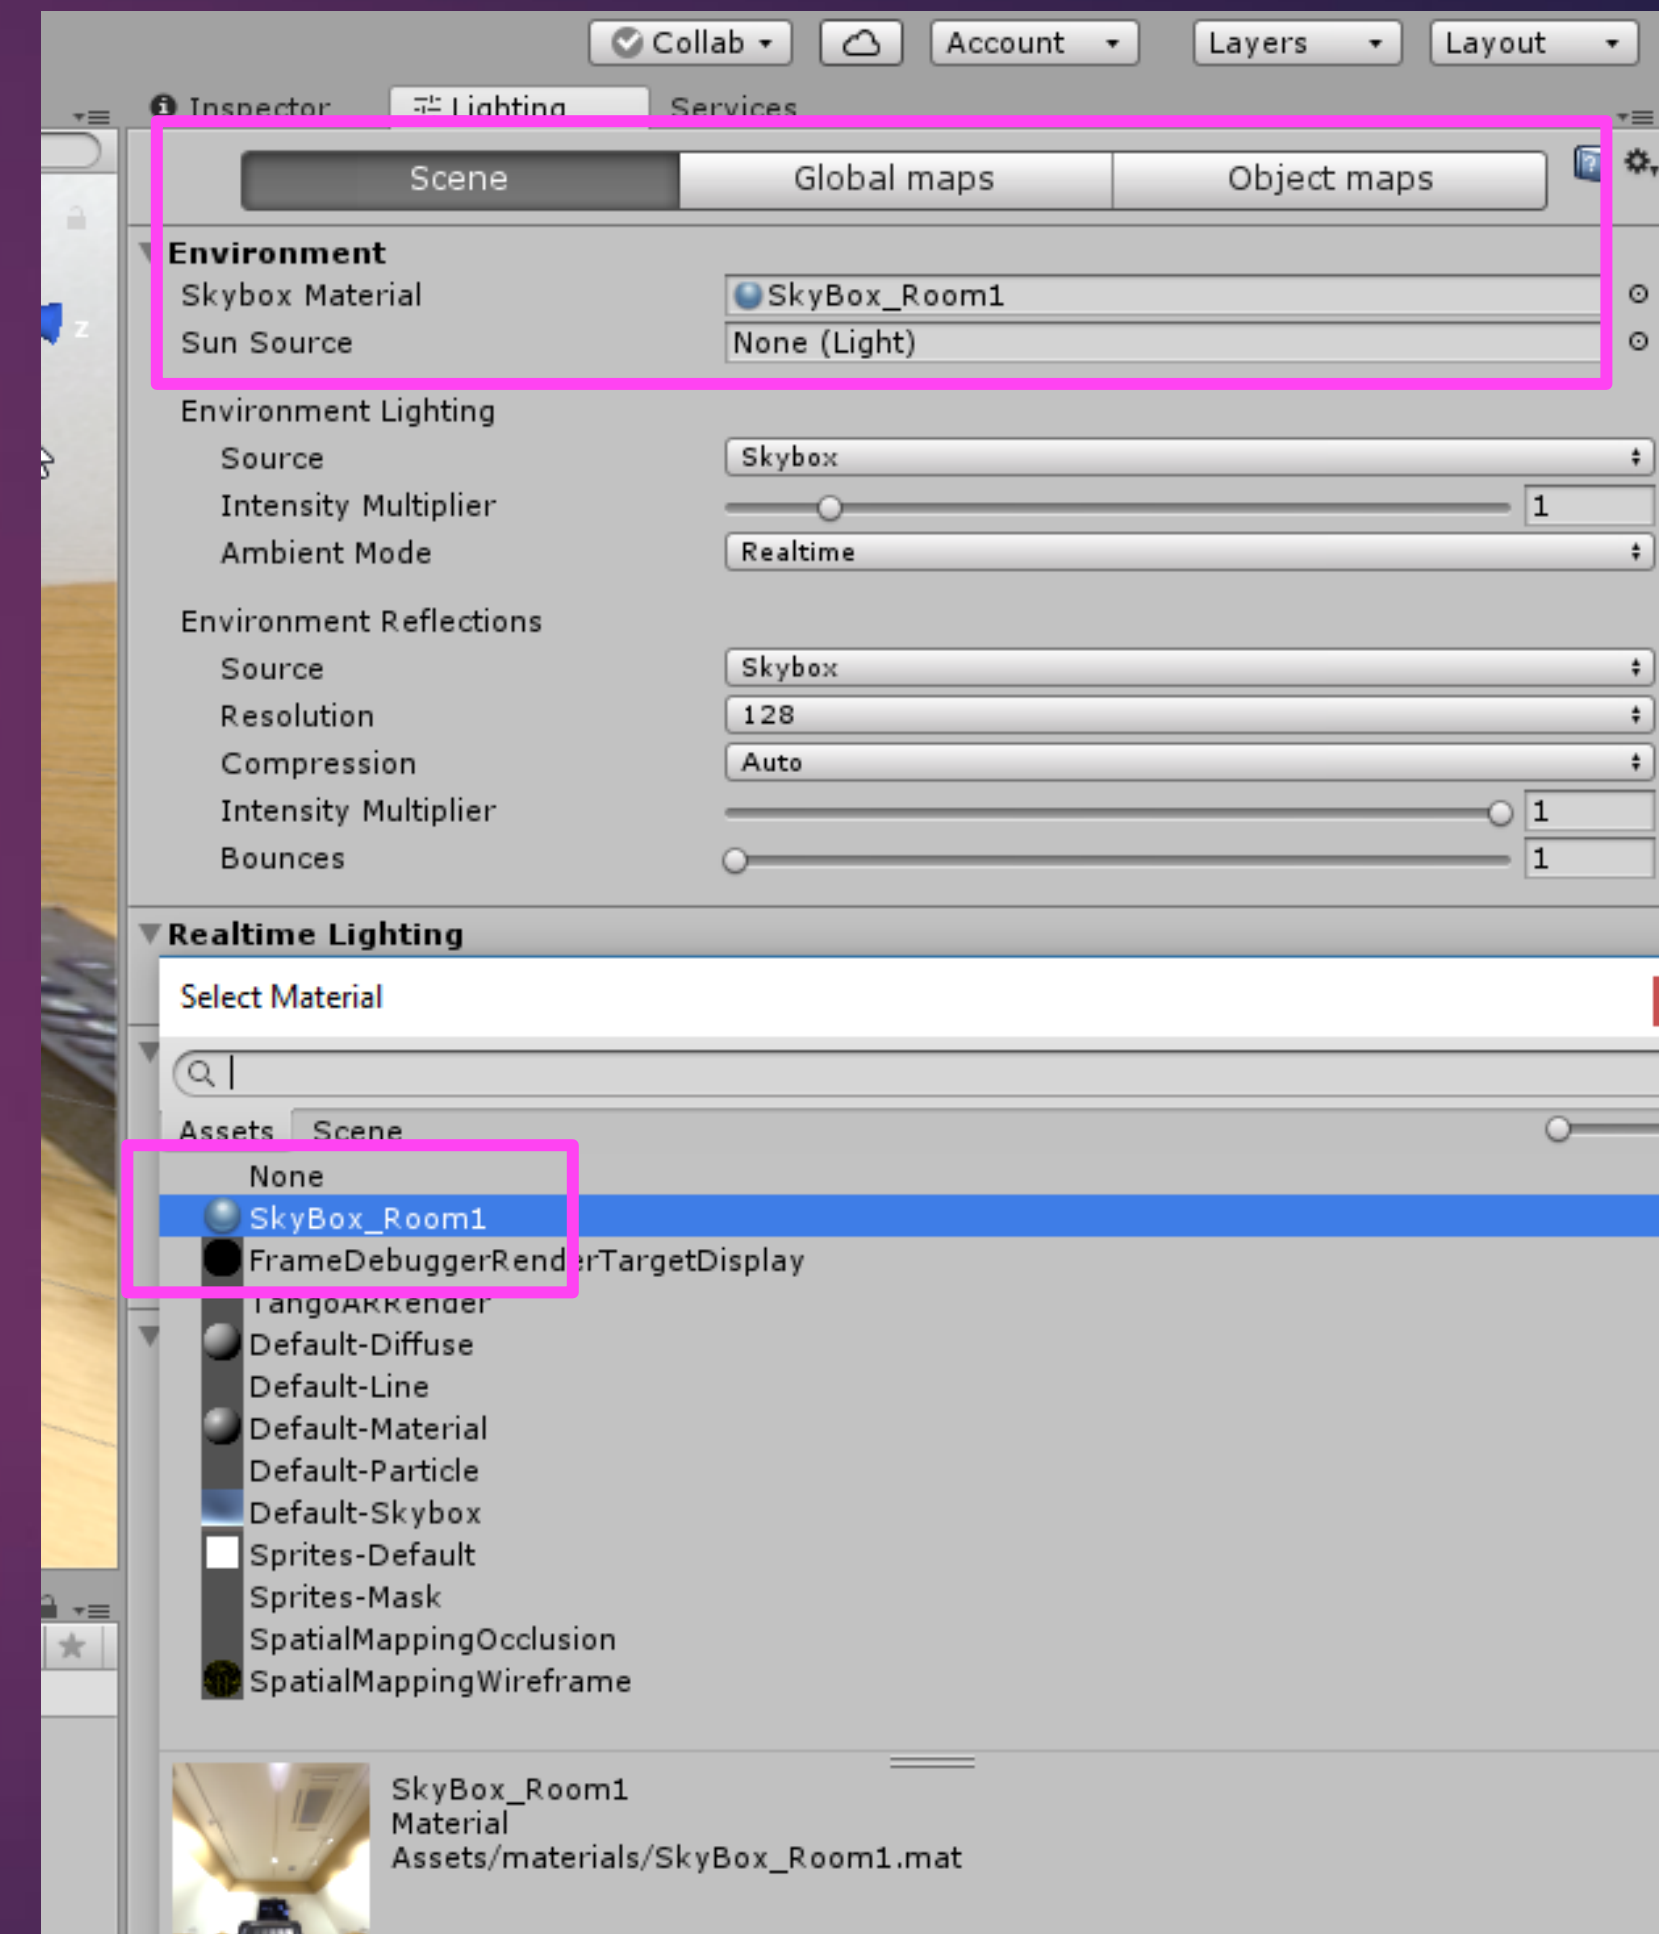 Collab Account Layers Layout
Inspector Lighting Services
Scene Global maps Object maps
Environment
Skybox Material SkyBox_Room1
Sun Source None (Light)
Environment Lighting
Source Skybox
Intensity Multiplier 1
Ambient Mode Realtime
Environment Reflections
Source Skybox
Resolution 128
Compression Auto
Intensity Multiplier 1
Bounces 1
Realtime Lighting
Select Material
Assets Scene
None
SkyBox_Room1
FrameDebuggerRenderTargetDisplay
TangoARRender
Default-Diffuse
Default-Line
Default-Material
Default-Particle
Default-Skybox
Sprites-Default
Sprites-Mask
SpatialMappingOcclusion
SpatialMappingWireframe
SkyBox_Room1
Material
Assets/materials/SkyBox_Room1.mat
z